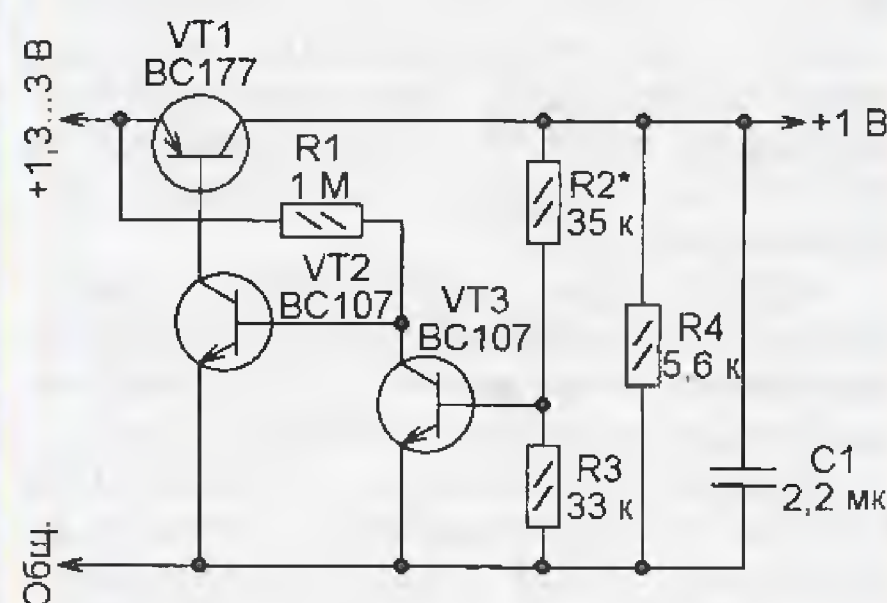 VT1
BC177
+1,3...3 В
R1
1 М
+1 В
R2*
35 к
VT2
BC107
VT3
BC107
R4
5,6 к
R3
33 к
C1
2,2 мк
Общ.